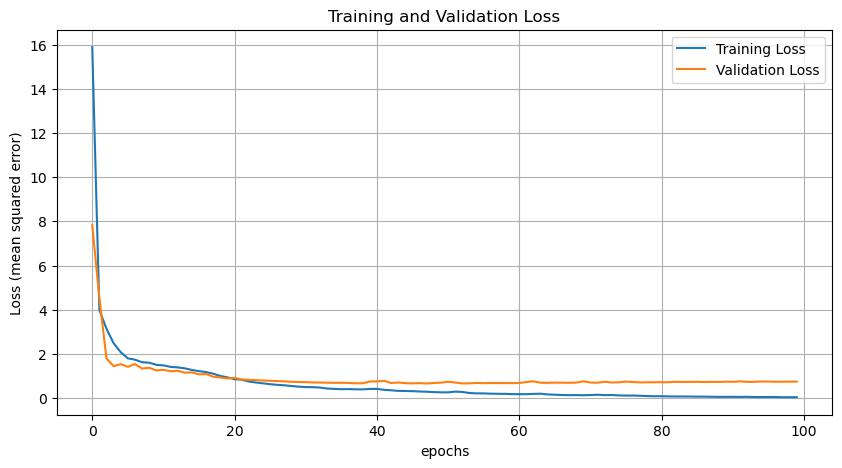 Training and Validation Loss
Training Loss
Validation Loss
Loss (mean squared error)
16
14
12
10
8
6
4
2
0
0 20 40 60 80 100
epochs